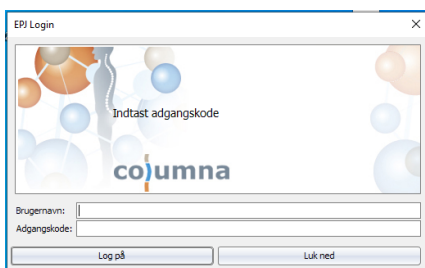 EPJ Login
Indtast adgangskode
columna
Brugernavn:
Adgangskode:
Log på
Luk ned